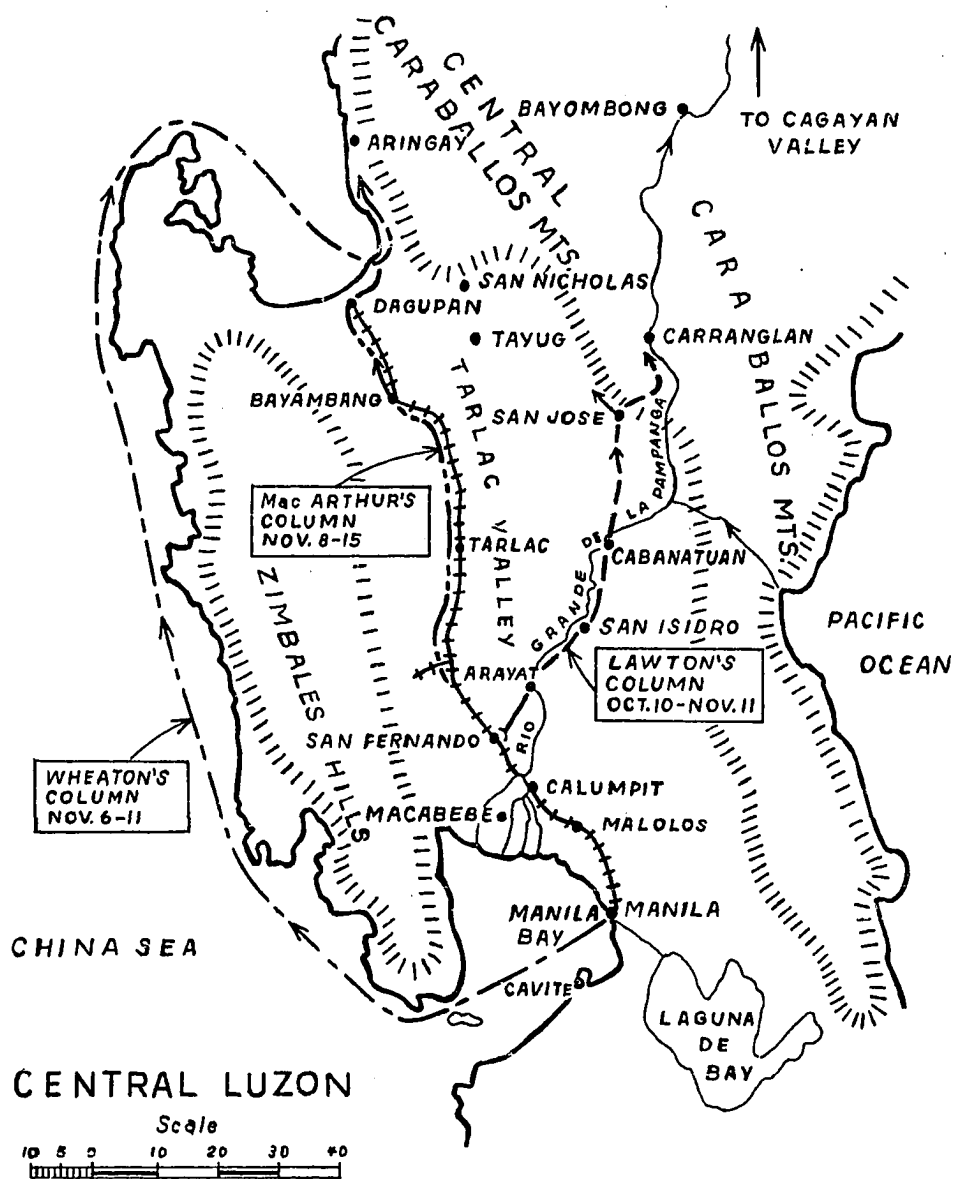 CENTRAL
CARABALLOS MTS.
BAYOMBONG
TO CAGAYAN
VALLEY
ARINGAY
CARABALLOS MTS.
SAN NICHOLAS
DAGUPAN
TAYUG
CARRANGLAN
TARLAC VALLEY
BAYAMBANG
SAN JOSE
RIO GRANDE DE LA PAMPANGA
Mac ARTHUR'S
COLUMN
NOV. 8-15
TARLAC
CABANATUAN
ZIMBALES HILLS
SAN ISIDRO
PACIFIC
OCEAN
ARAYAT
LAWTON'S
COLUMN
OCT. 10-NOV. 11
SAN FERNANDO
WHEATON'S
COLUMN
NOV. 6-11
CALUMPIT
MACABEBE
MALOLOS
MANILA
BAY
MANILA
CHINA SEA
CAVITE
LAGUNA
DE
BAY
CENTRAL LUZON
Scale
10 5 0 10 20 30 40